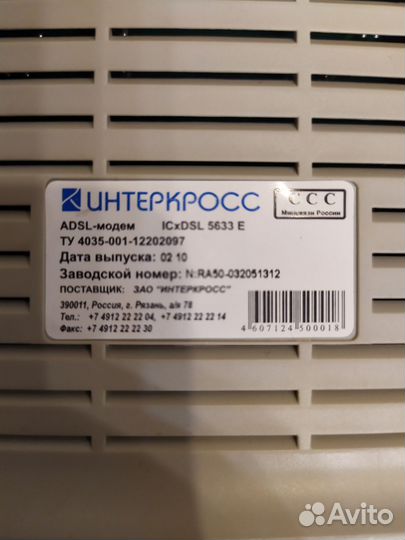 ИНТЕРКРОСС
ССС
Минсвязи России
ADSL-модем ICxDSL 5633 E
ТУ 4035-001-12202097
Дата выпуска: 02 10
Заводской номер: N:RA50-032051312
ПОСТАВЩИК: ЗАО "ИНТЕРКРОСС"
390011, Россия, г. Рязань, а/я 78
Тел.: +7 4912 22 22 04, +7 4912 22 22 14
Факс: +7 4912 22 22 30
4 607124 500018
Avito